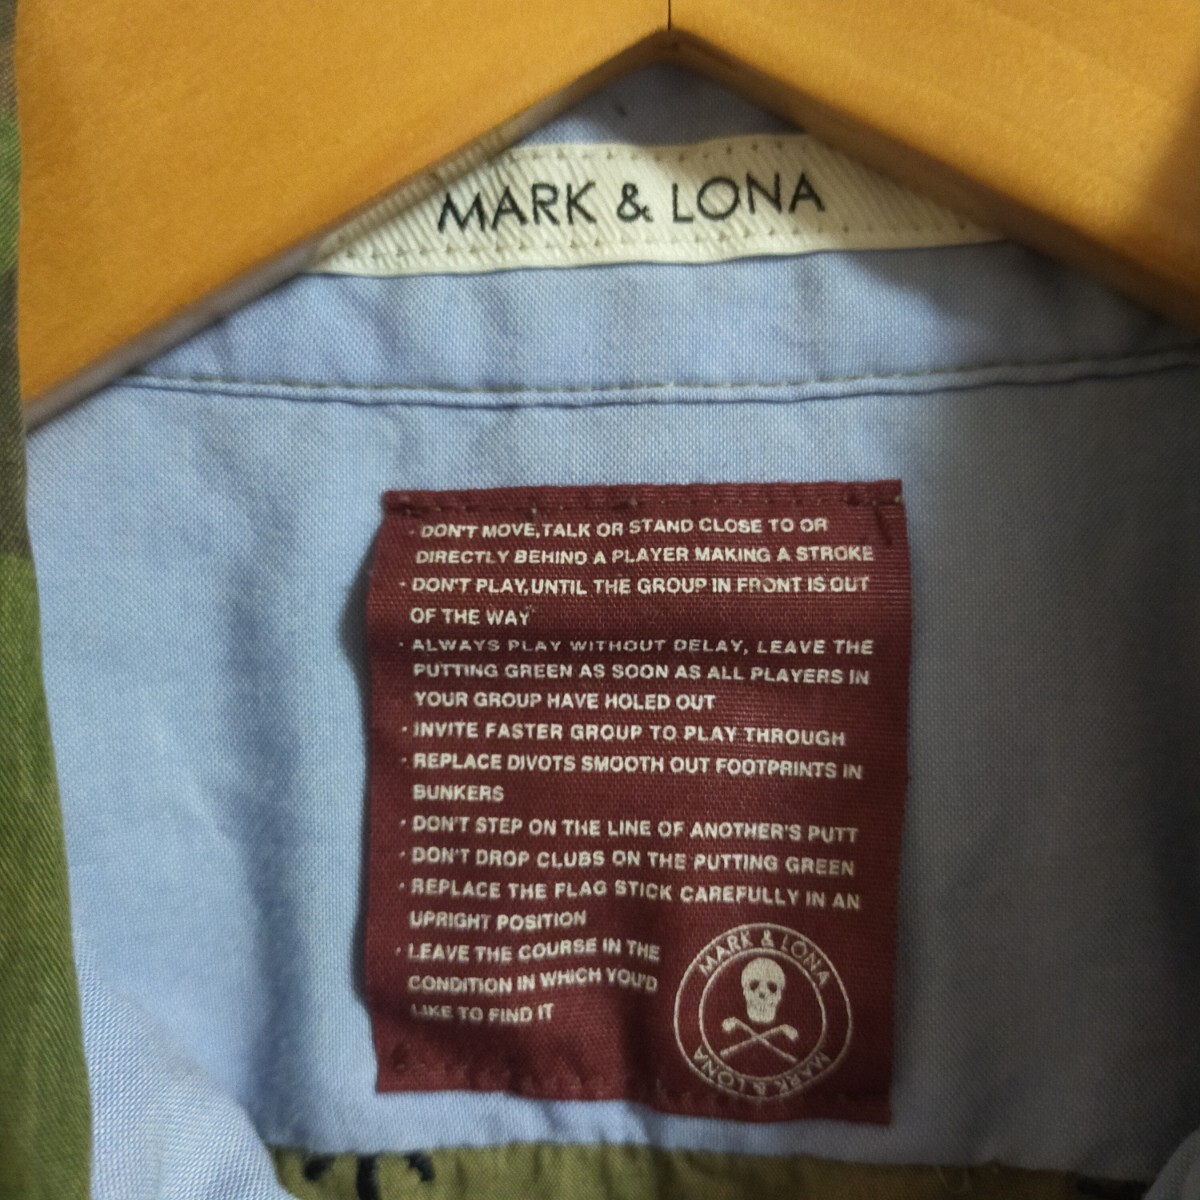 MARK & LONA
· DON'T MOVE, TALK OR STAND CLOSE TO OR
DIRECTLY BEHIND A PLAYER MAKING A STROKE
· DON'T PLAY, UNTIL THE GROUP IN FRONT IS OUT
OF THE WAY
· ALWAYS PLAY WITHOUT DELAY, LEAVE THE
PUTTING GREEN AS SOON AS ALL PLAYERS IN
YOUR GROUP HAVE HOLED OUT
· INVITE FASTER GROUP TO PLAY THROUGH
· REPLACE DIVOTS SMOOTH OUT FOOTPRINTS IN
BUNKERS
· DON'T STEP ON THE LINE OF ANOTHER'S PUTT
· DON'T DROP CLUBS ON THE PUTTING GREEN
· REPLACE THE FLAG STICK CAREFULLY IN AN
UPRIGHT POSITION
· LEAVE THE COURSE IN THE
CONDITION IN WHICH YOU'D
LIKE TO FIND IT
MARK & LONA
MARK & LONA